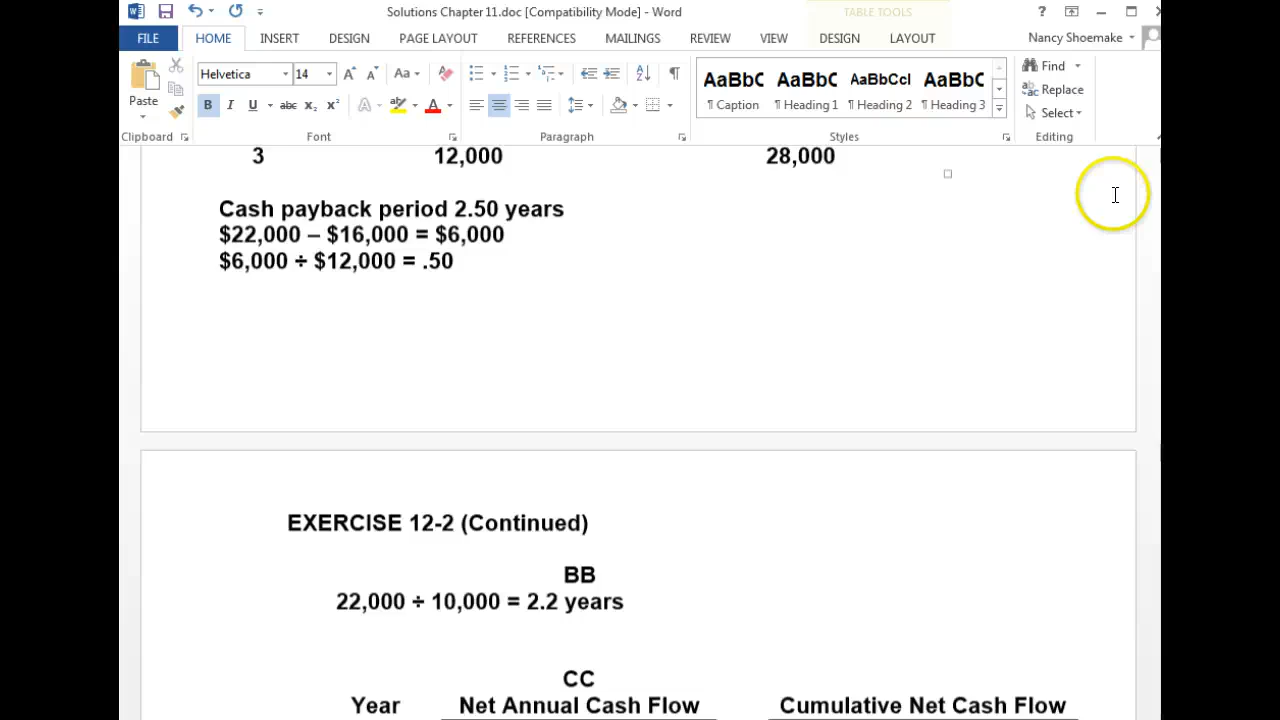 Solutions Chapter 11.doc [Compatibility Mode] - Word
TABLE TOOLS
?
FILE HOME INSERT DESIGN PAGE LAYOUT REFERENCES MAILINGS REVIEW VIEW DESIGN LAYOUT Nancy Shoemake
Paste
Helvetica 14 Aa
B I U abc x₂ x² A A
AaBbC AaBbC AaBbCcI AaBbC
¶ Caption ¶ Heading 1 ¶ Heading 2 ¶ Heading 3
Find
Replace
Select
Clipboard Font Paragraph Styles Editing
3 12,000 28,000
Cash payback period 2.50 years
$22,000 – $16,000 = $6,000
$6,000 ÷ $12,000 = .50
EXERCISE 12-2 (Continued)
BB
22,000 ÷ 10,000 = 2.2 years
CC
Year Net Annual Cash Flow Cumulative Net Cash Flow